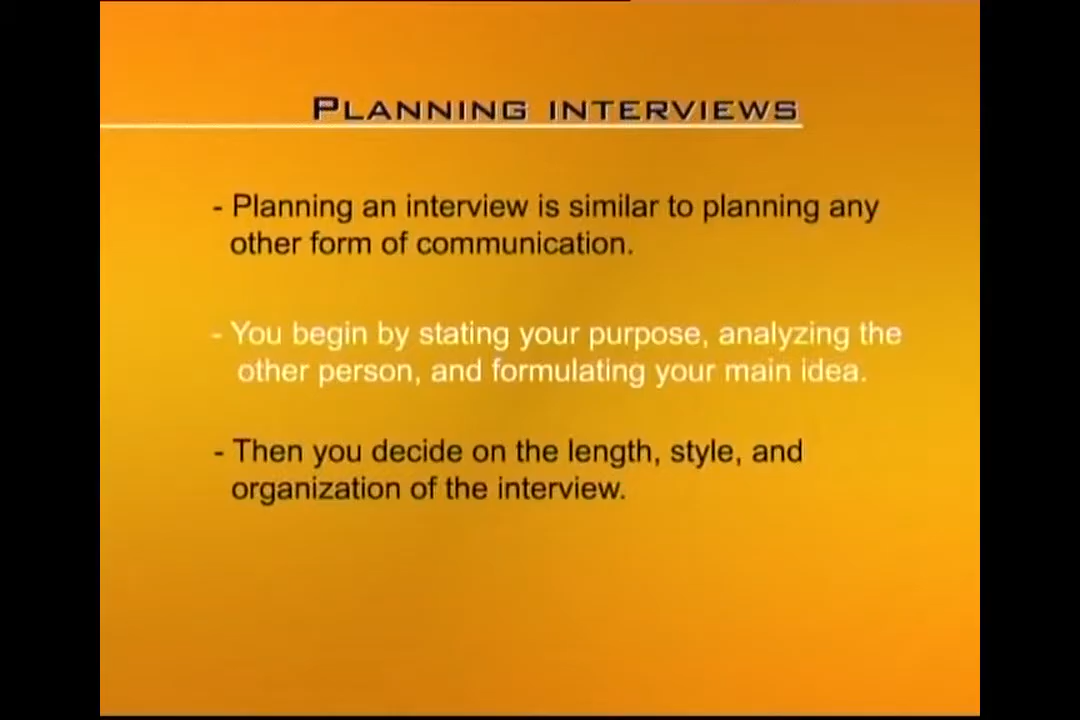 PLANNING INTERVIEWS
- Planning an interview is similar to planning any
other form of communication.
- You begin by stating your purpose, analyzing the
other person, and formulating your main idea.
- Then you decide on the length, style, and
organization of the interview.